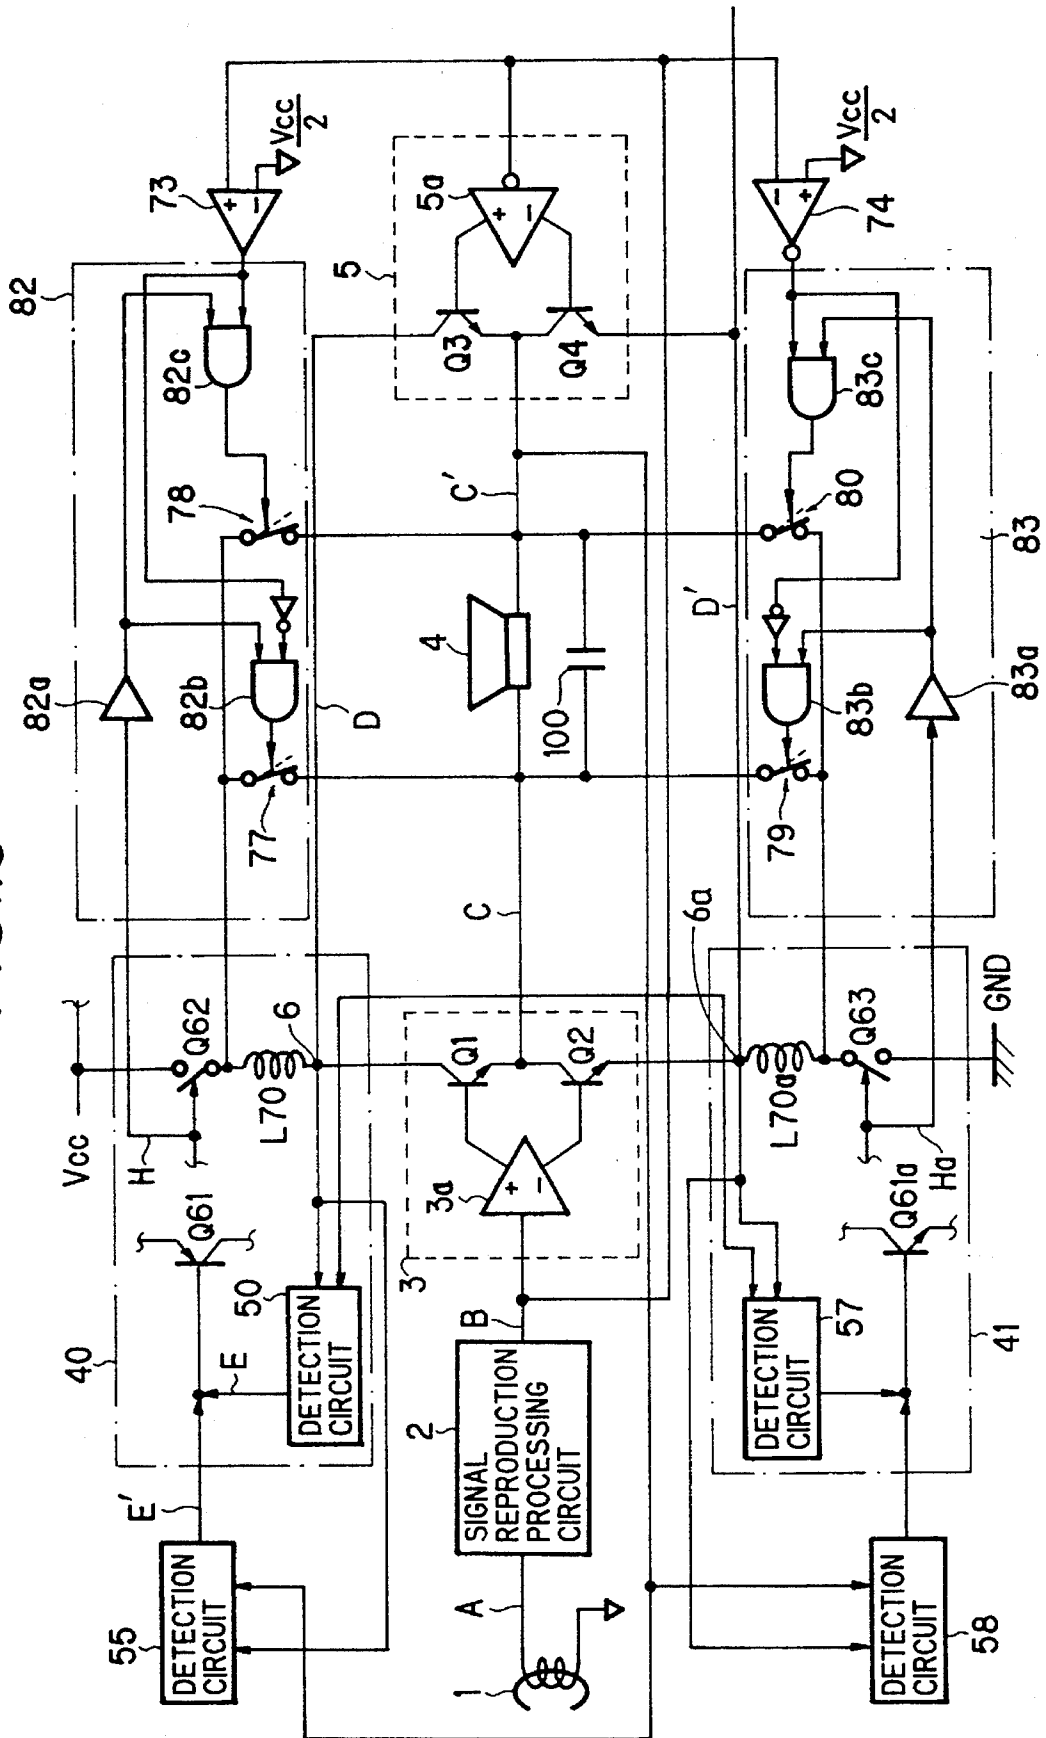 Vcc
H
Q62
L70
6
Q61
50
DETECTION
CIRCUIT
E
40
E'
55
DETECTION
CIRCUIT
82
82a
82b
82c
77
78
D
73
+
−
Vcc
2
5
5a
+
−
Q3
Q4
C'
4
100
C
Q1
Q2
3a
+
−
3
B
2
SIGNAL
REPRODUCTION
PROCESSING
CIRCUIT
A
1
D'
74
−
+
Vcc
2
83
83a
83b
83c
79
80
6a
L70a
Q63
GND
Ha
Q61a
57
DETECTION
CIRCUIT
41
58
DETECTION
CIRCUIT